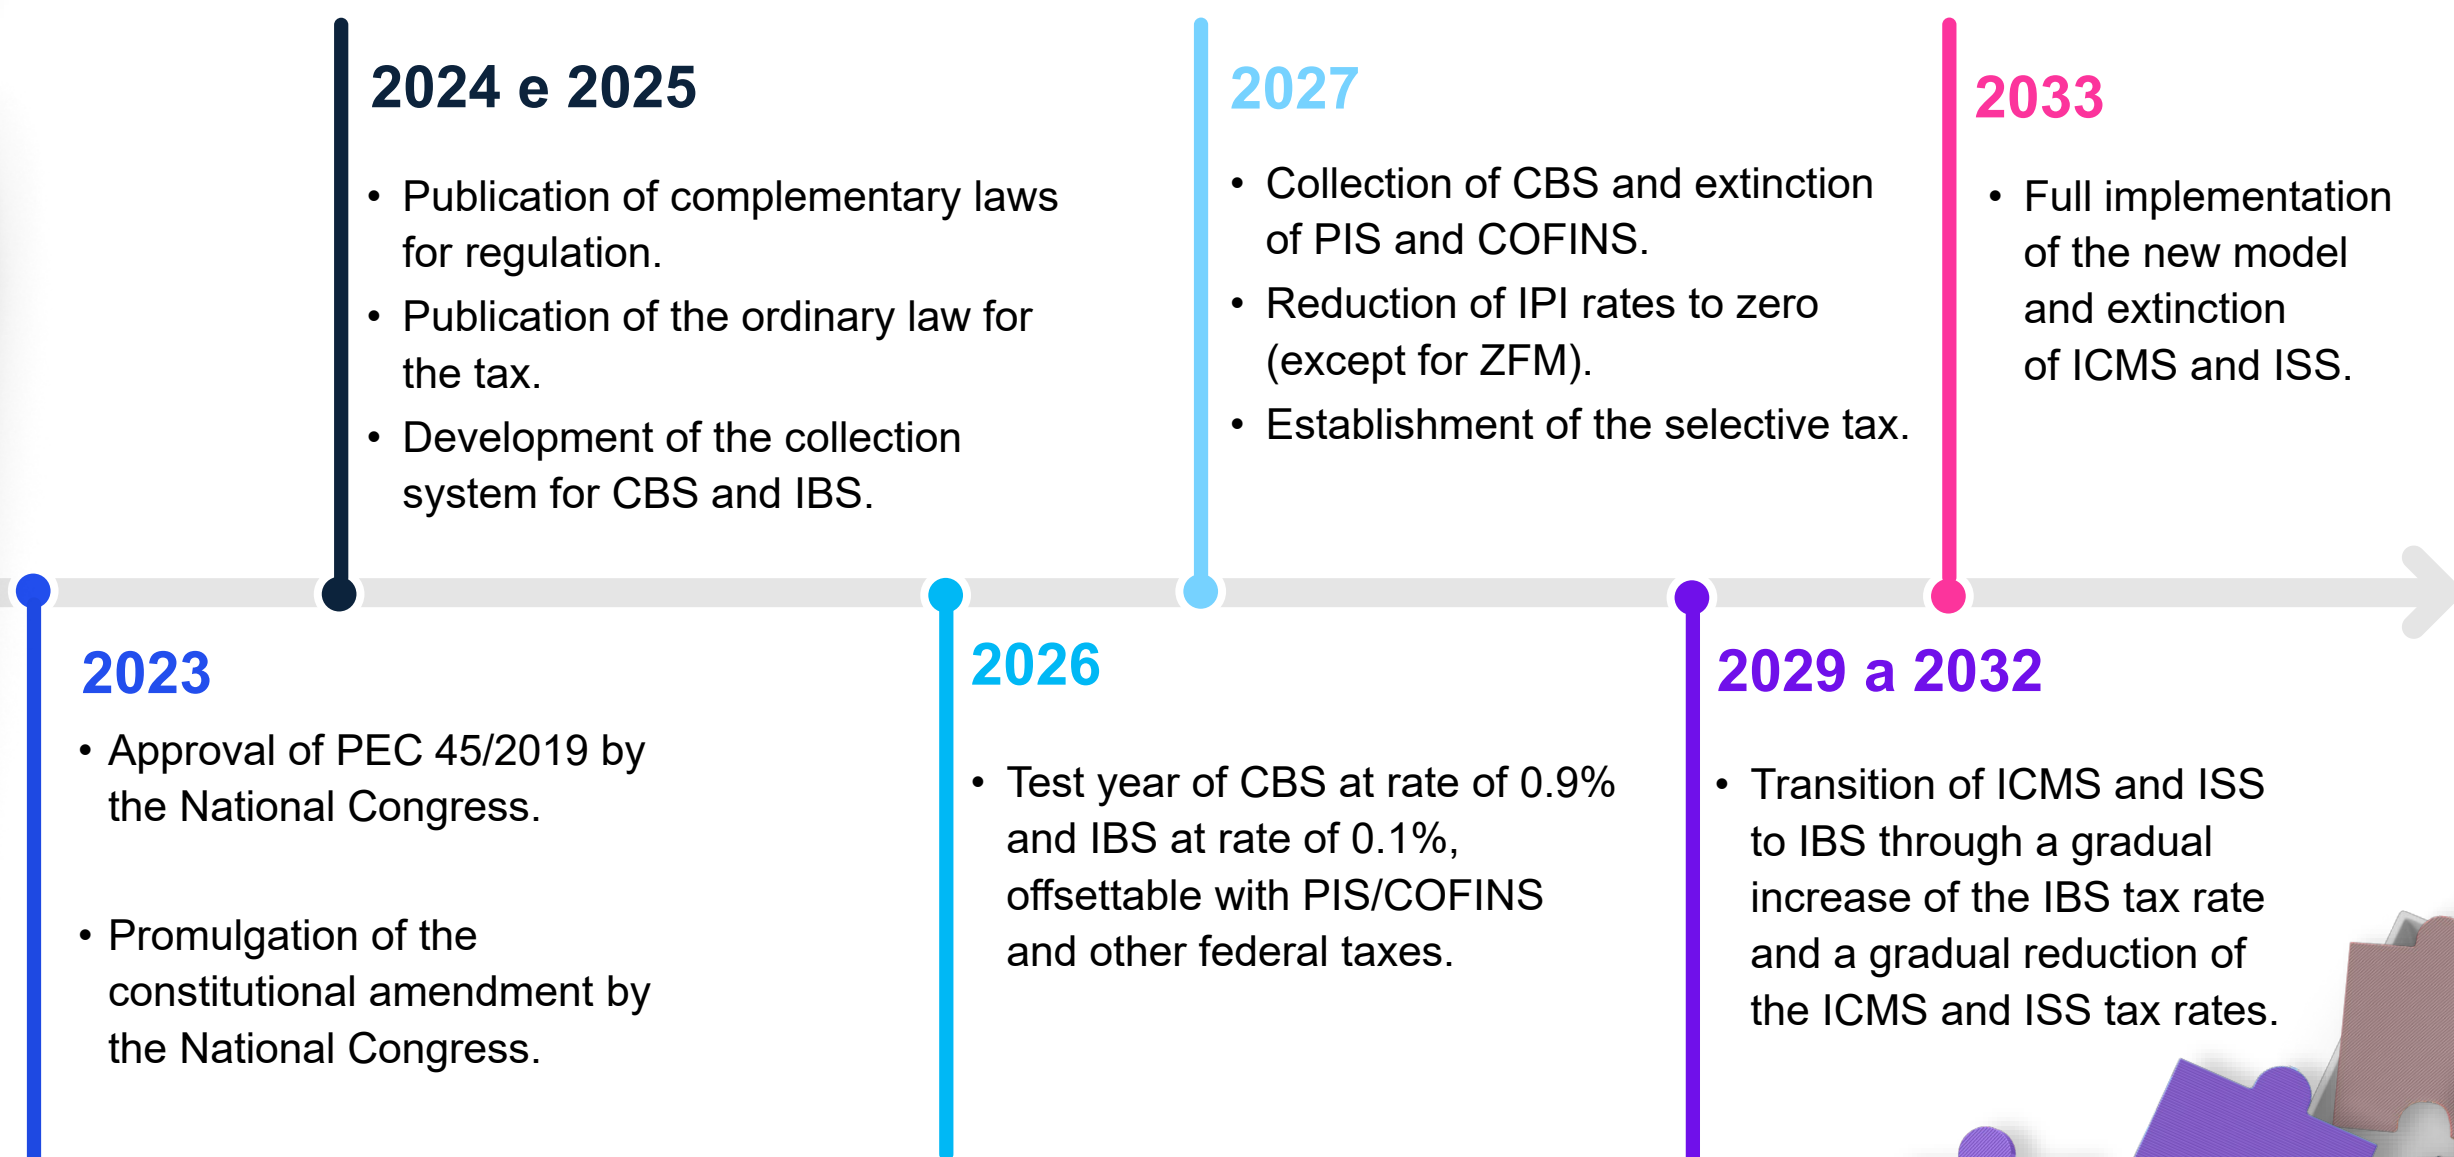 2024 e 2025
• Publication of complementary laws
for regulation.
• Publication of the ordinary law for
the tax.
• Development of the collection
system for CBS and IBS.
2027
• Collection of CBS and extinction
of PIS and COFINS.
• Reduction of IPI rates to zero
(except for ZFM).
• Establishment of the selective tax.
2033
• Full implementation
of the new model
and extinction
of ICMS and ISS.
2023
• Approval of PEC 45/2019 by
the National Congress.
• Promulgation of the
constitutional amendment by
the National Congress.
2026
• Test year of CBS at rate of 0.9%
and IBS at rate of 0.1%,
offsettable with PIS/COFINS
and other federal taxes.
2029 a 2032
• Transition of ICMS and ISS
to IBS through a gradual
increase of the IBS tax rate
and a gradual reduction of
the ICMS and ISS tax rates.